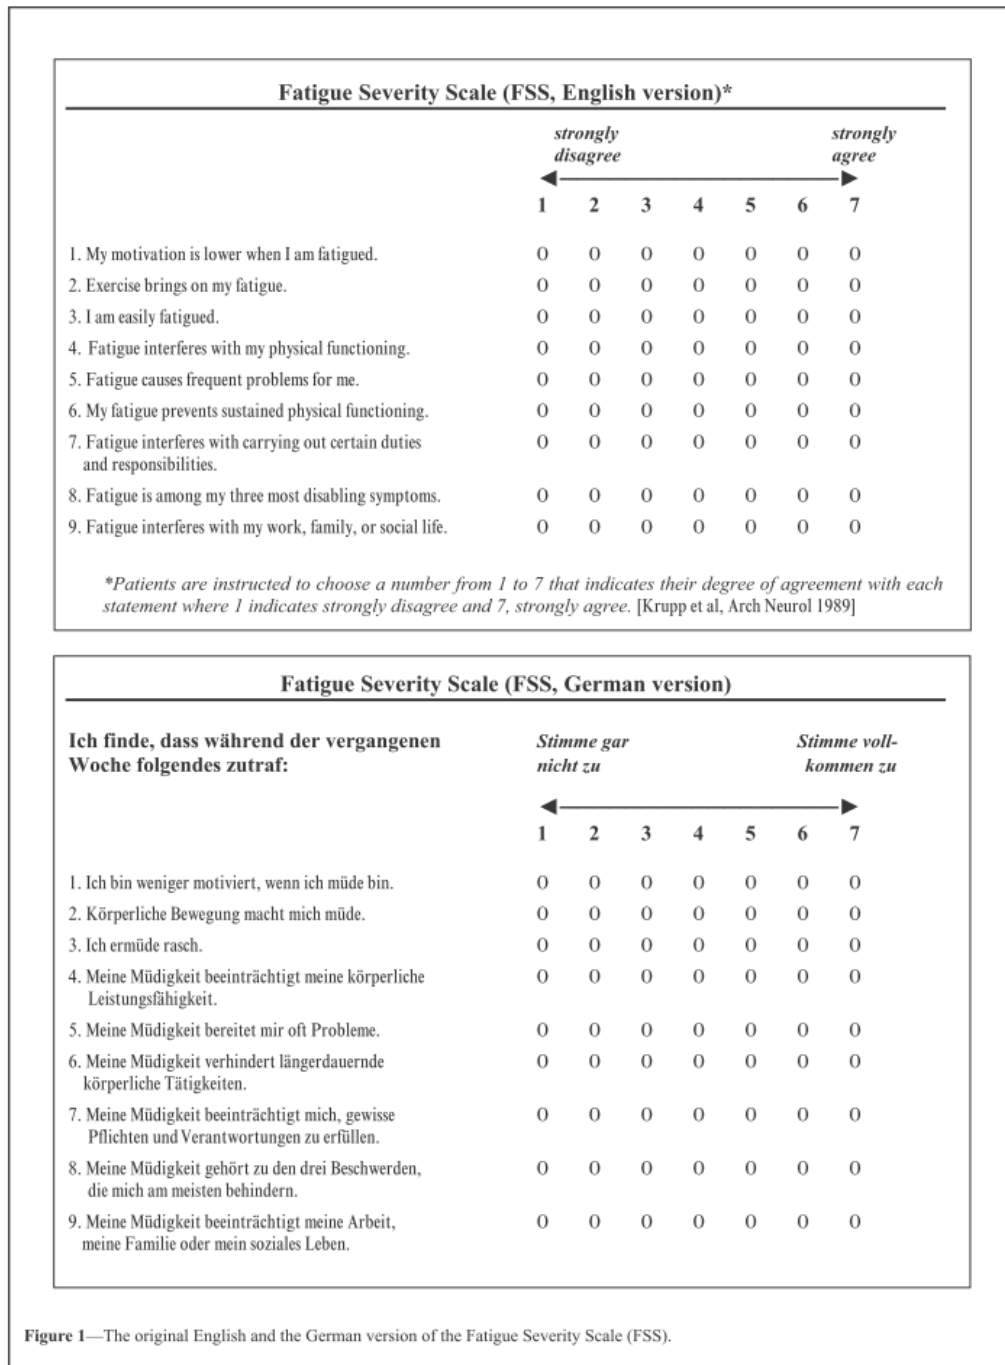 Fatigue Severity Scale (FSS, English version)*
strongly disagree
strongly agree
1 2 3 4 5 6 7
1. My motivation is lower when I am fatigued. 0 0 0 0 0 0 0
2. Exercise brings on my fatigue. 0 0 0 0 0 0 0
3. I am easily fatigued. 0 0 0 0 0 0 0
4. Fatigue interferes with my physical functioning. 0 0 0 0 0 0 0
5. Fatigue causes frequent problems for me. 0 0 0 0 0 0 0
6. My fatigue prevents sustained physical functioning. 0 0 0 0 0 0 0
7. Fatigue interferes with carrying out certain duties 0 0 0 0 0 0 0
and responsibilities.
8. Fatigue is among my three most disabling symptoms. 0 0 0 0 0 0 0
9. Fatigue interferes with my work, family, or social life. 0 0 0 0 0 0 0
*Patients are instructed to choose a number from 1 to 7 that indicates their degree of agreement with each
statement where 1 indicates strongly disagree and 7, strongly agree. [Krupp et al, Arch Neurol 1989]
Fatigue Severity Scale (FSS, German version)
Ich finde, dass während der vergangenen
Woche folgendes zutraf:
Stimme gar
nicht zu
Stimme voll-
kommen zu
1 2 3 4 5 6 7
1. Ich bin weniger motiviert, wenn ich müde bin. 0 0 0 0 0 0 0
2. Körperliche Bewegung macht mich müde. 0 0 0 0 0 0 0
3. Ich ermüde rasch. 0 0 0 0 0 0 0
4. Meine Müdigkeit beeinträchtigt meine körperliche 0 0 0 0 0 0 0
Leistungsfähigkeit.
5. Meine Müdigkeit bereitet mir oft Probleme. 0 0 0 0 0 0 0
6. Meine Müdigkeit verhindert längerdauernde 0 0 0 0 0 0 0
körperliche Tätigkeiten.
7. Meine Müdigkeit beeinträchtigt mich, gewisse 0 0 0 0 0 0 0
Pflichten und Verantwortungen zu erfüllen.
8. Meine Müdigkeit gehört zu den drei Beschwerden, 0 0 0 0 0 0 0
die mich am meisten behindern.
9. Meine Müdigkeit beeinträchtigt meine Arbeit, 0 0 0 0 0 0 0
meine Familie oder mein soziales Leben.
Figure 1—The original English and the German version of the Fatigue Severity Scale (FSS).